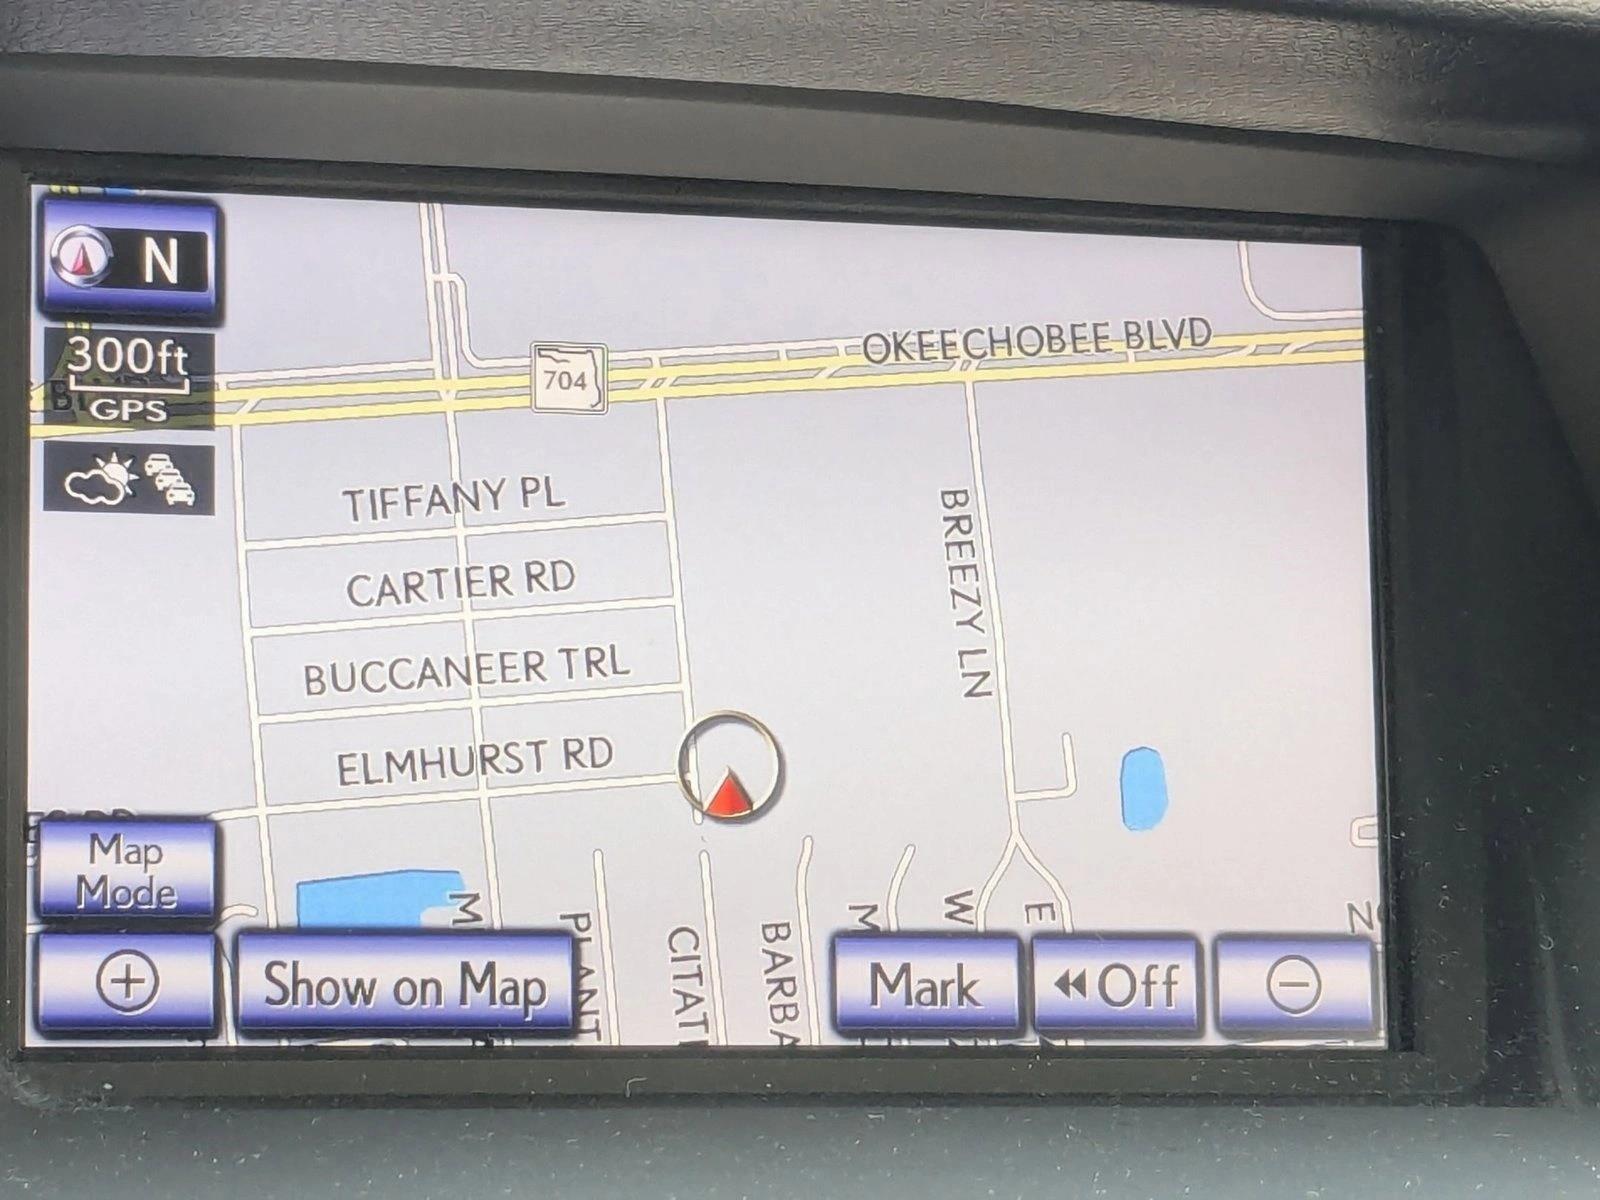 N
300ft
GPS
OKEECHOBEE BLVD
704
TIFFANY PL
CARTIER RD
BUCCANEER TRL
ELMHURST RD
BREEZY LN
Map
Mode
M
PLANT
CITAT
BARBA
M
W
E
Z
Show on Map
Mark
Off